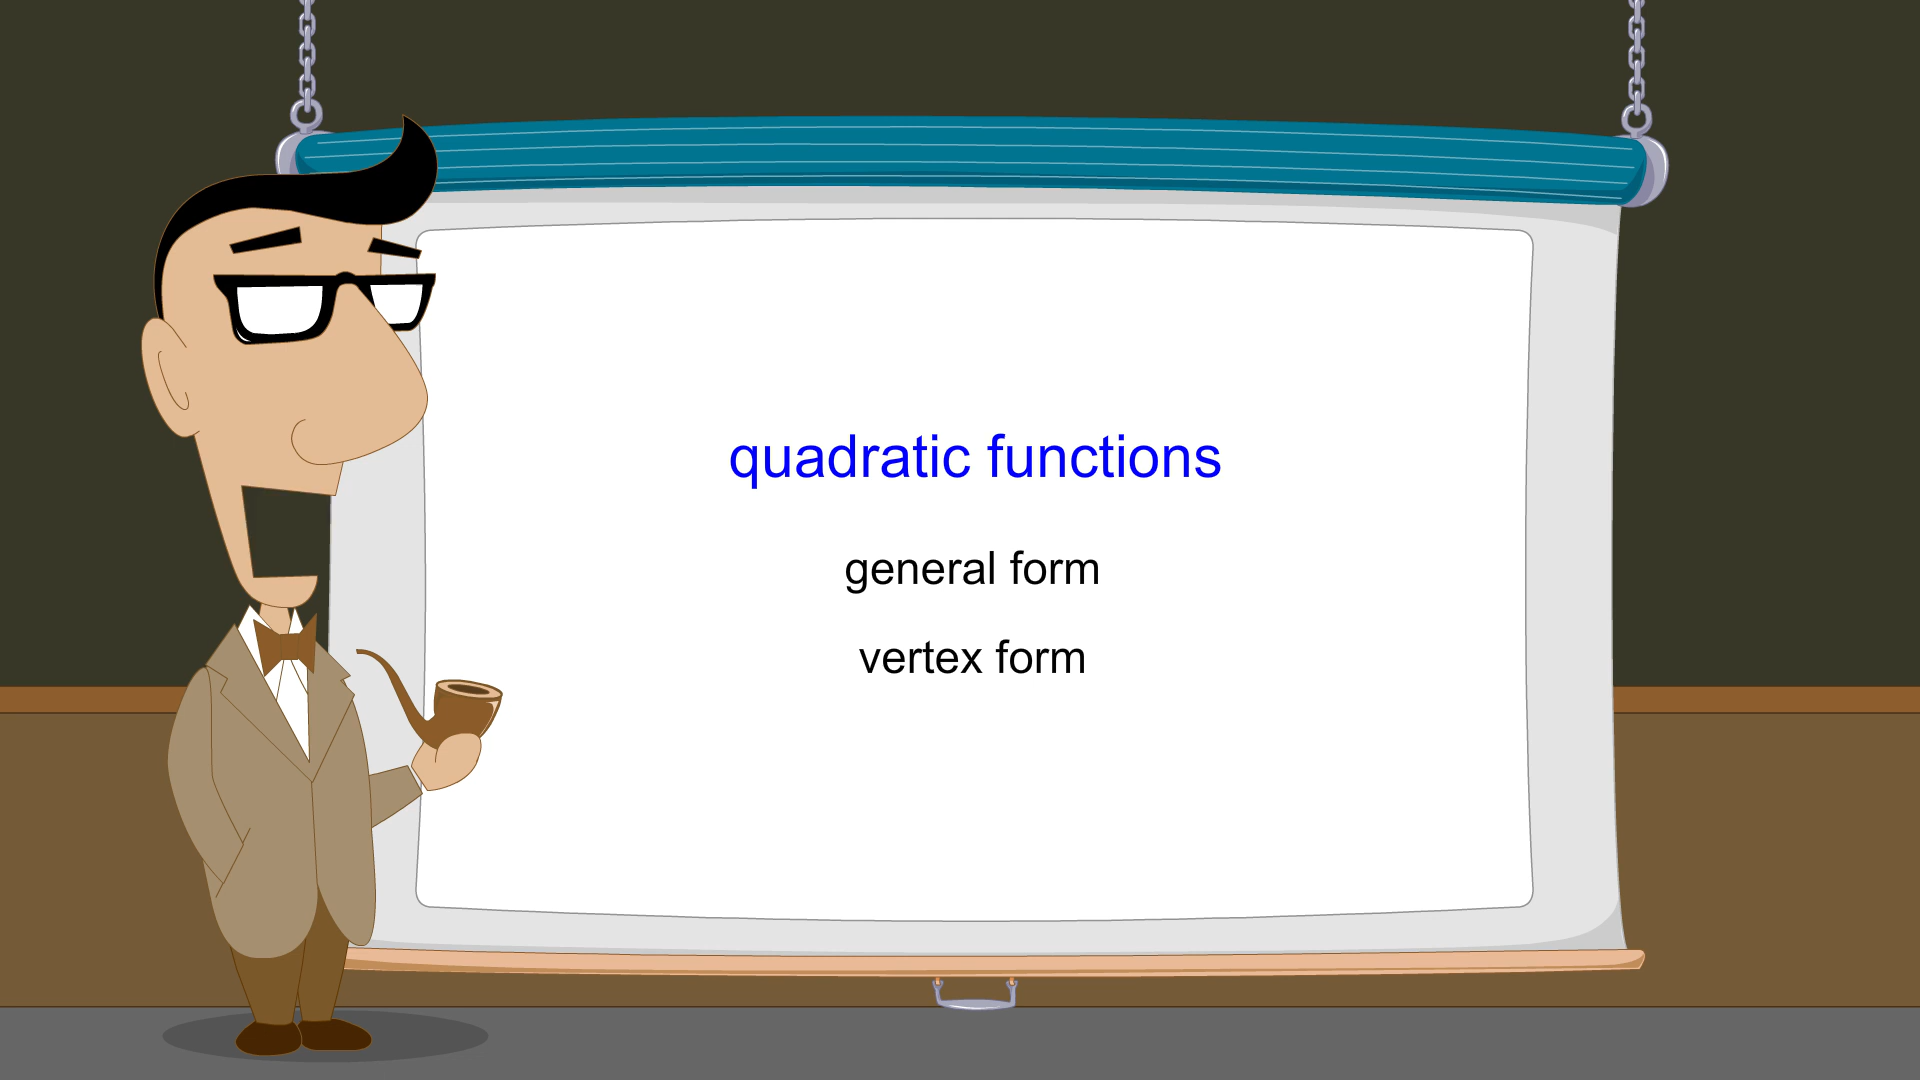 quadratic functions
general form
vertex form